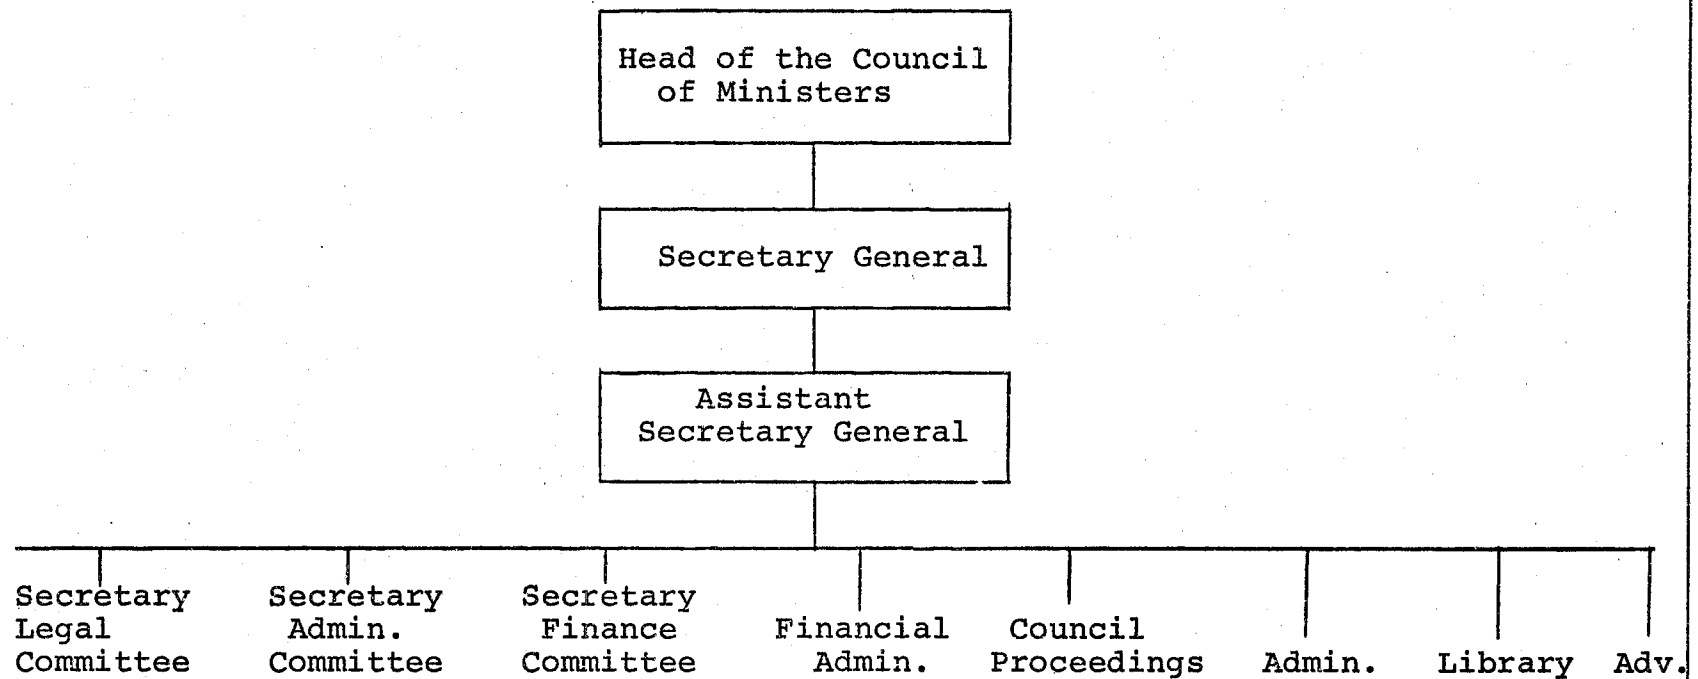 Head of the Council
of Ministers
Secretary General
Assistant
Secretary General
Secretary
Legal
Committee
Secretary
Admin.
Committee
Secretary
Finance
Committee
Financial
Admin.
Council
Proceedings
Admin.
Library
Adv.